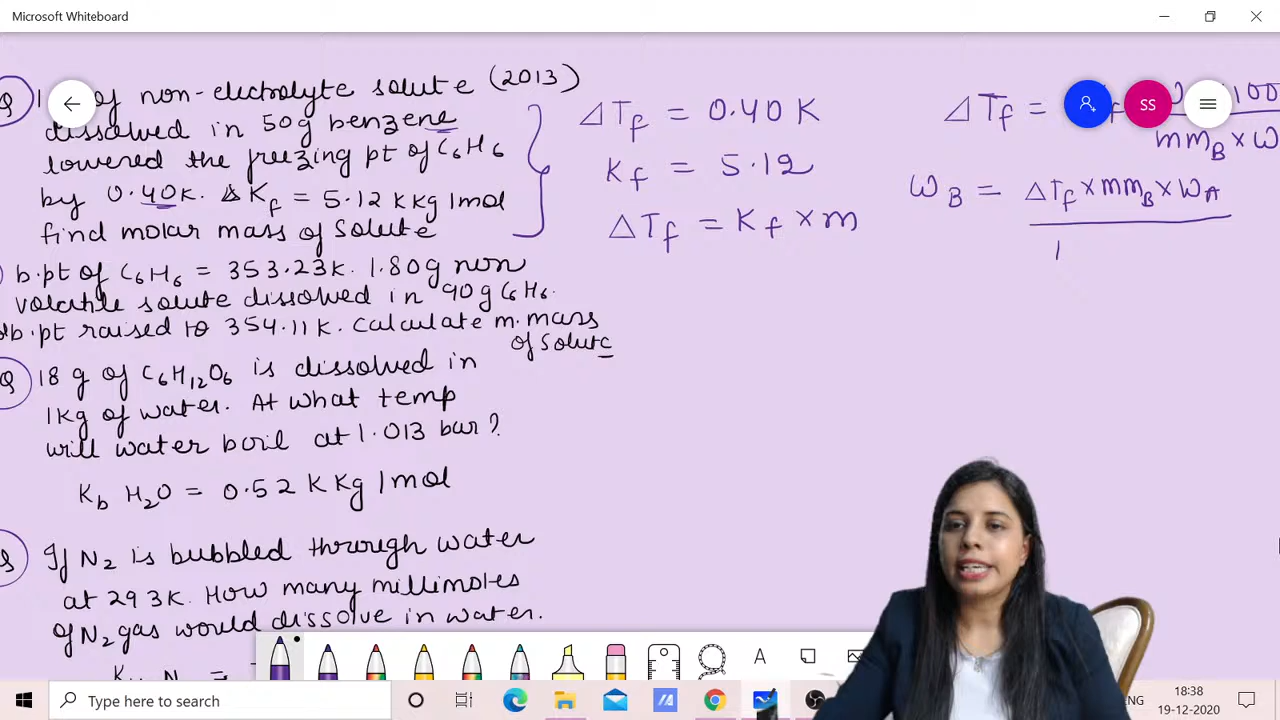 Microsoft Whiteboard
Q 1 of non-electrolyte solute (2013)
dissolved in 50g benzene
lowered the freezing pt of C6H6
by 0.40K. Kf = 5.12 K Kg 1mol
find molar mass of Solute
b.pt of C6H6 = 353.23K. 1.80g non
volatile solute dissolved in 90g C6H6.
b.pt raised to 354.11K. Calculate m.mass
of Solute
Q 18 g of C6H12O6 is dissolved in
1Kg of water. At what temp
will water boil at 1.013 bar?
Kb H2O = 0.52 K Kg 1mol
If N2 is bubbled through water
at 293K. How many millimoles
of N2 gas would dissolve in water.
ΔTf = 0.40 K
Kf = 5.12
ΔTf = Kf × m
ΔTf =
mmB × W
WB = ΔTf × mmB × WA
SS
A
Type here to search
ENG
18:38
19-12-2020